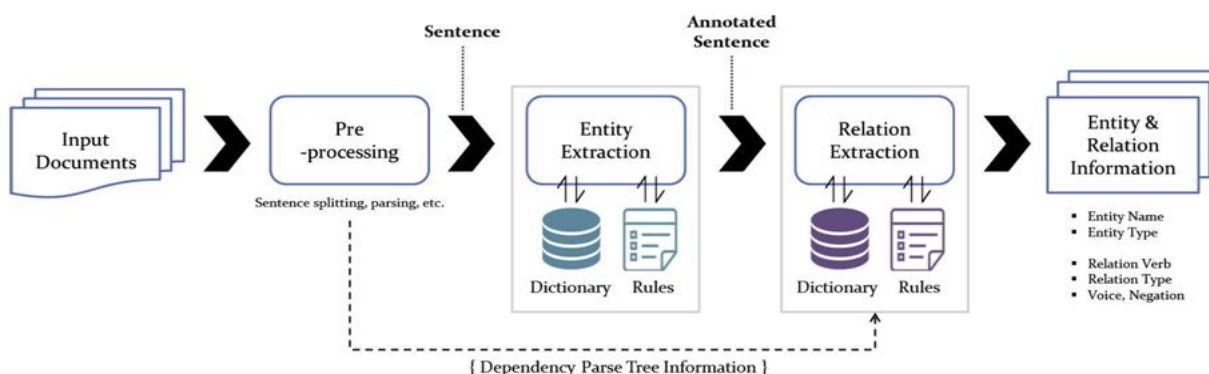 Sentence
Annotated
Sentence
Input
Documents
Pre
-processing
Sentence splitting, parsing, etc.
Entity
Extraction
Dictionary
Rules
Relation
Extraction
Dictionary
Rules
Entity &
Relation
Information
▪ Entity Name
▪ Entity Type
▪ Relation Verb
▪ Relation Type
▪ Voice, Negation
{ Dependency Parse Tree Information }